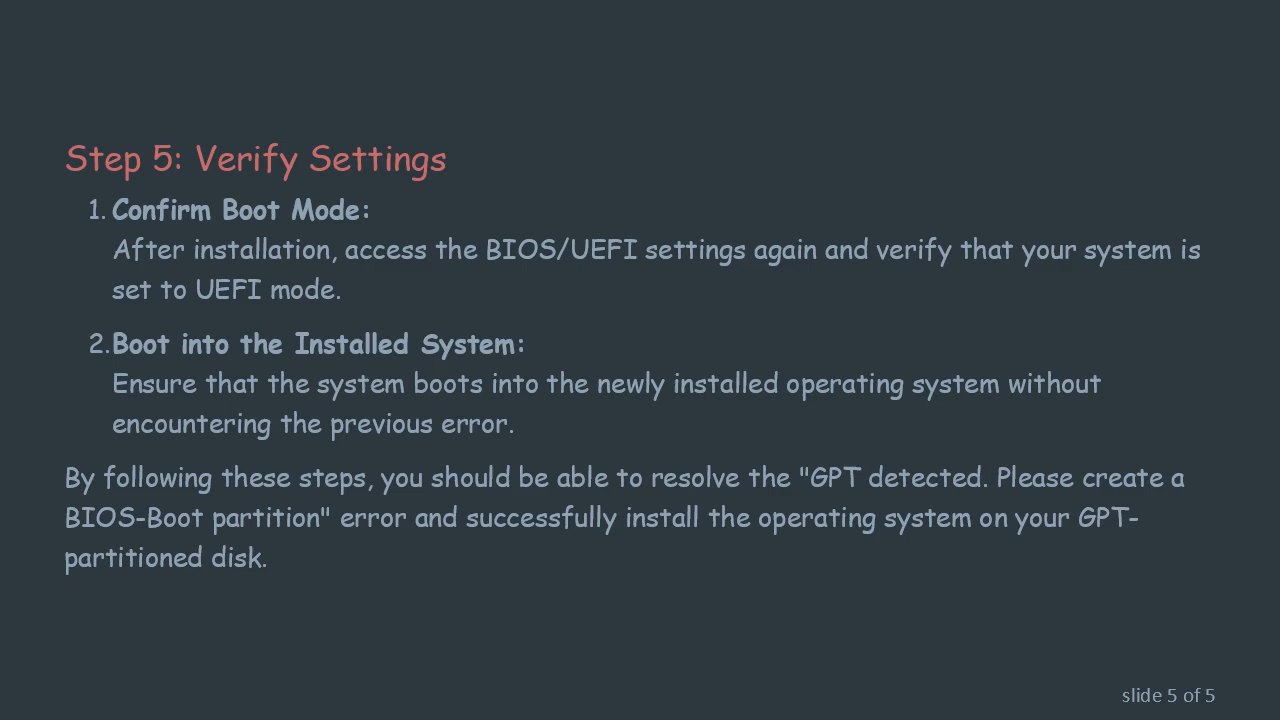 Step 5: Verify Settings
1. Confirm Boot Mode:
After installation, access the BIOS/UEFI settings again and verify that your system is
set to UEFI mode.
2. Boot into the Installed System:
Ensure that the system boots into the newly installed operating system without
encountering the previous error.
By following these steps, you should be able to resolve the "GPT detected. Please create a
BIOS-Boot partition" error and successfully install the operating system on your GPT-
partitioned disk.
slide 5 of 5